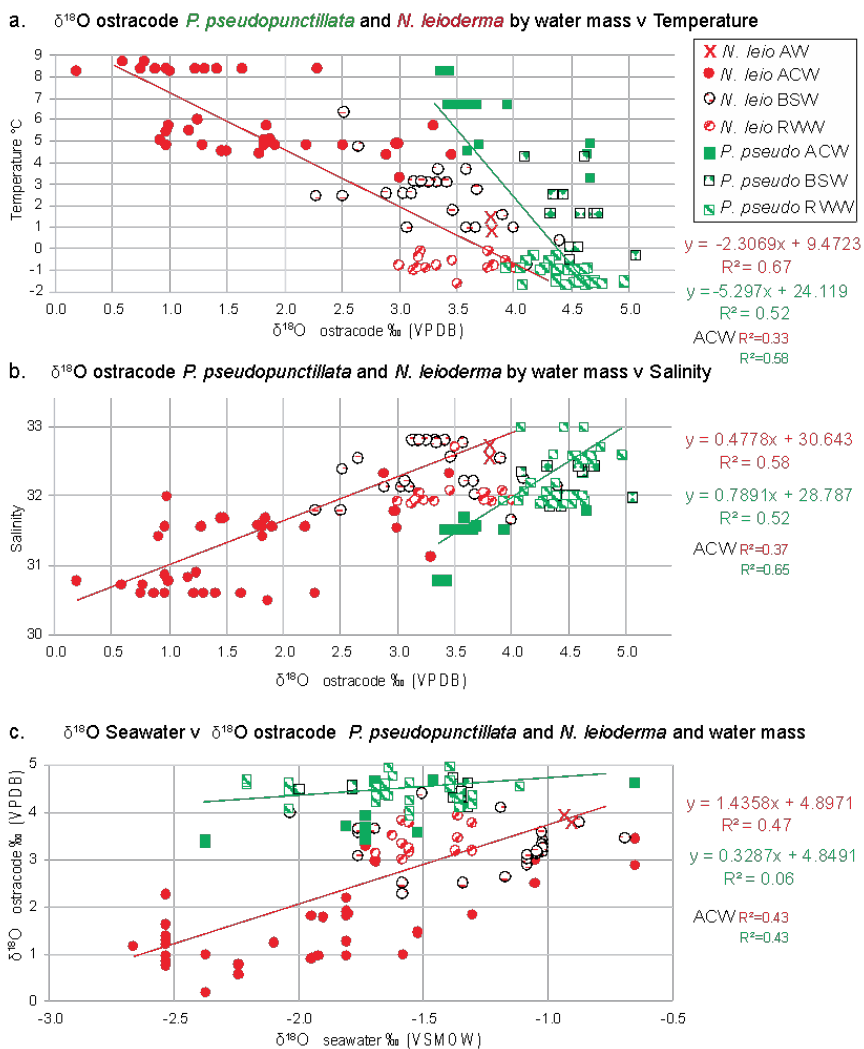 a. δ¹⁸O ostracode P. pseudopunctillata and N. leioderma by water mass v Temperature
9
8
7
6
5
4
3
2
1
0
-1
-2
Temperature °C
0.0 0.5 1.0 1.5 2.0 2.5 3.0 3.5 4.0 4.5 5.0
δ¹⁸O ostracode ‰ (VPDB)
N. leio AW
N. leio ACW
N. leio BSW
N. leio RWW
P. pseudo ACW
P. pseudo BSW
P. pseudo RWW
y = -2.3069x + 9.4723
R² = 0.67
y =-5.297x + 24.119
R² = 0.52
ACW R²=0.33
R²=0.58
b. δ¹⁸O ostracode P. pseudopunctillata and N. leioderma by water mass v Salinity
33
32
31
30
Salinity
0.0 0.5 1.0 1.5 2.0 2.5 3.0 3.5 4.0 4.5 5.0
δ¹⁸O ostracode ‰ (VPDB)
y = 0.4778x + 30.643
R² = 0.58
y = 0.7891x + 28.787
R² = 0.52
ACW R²=0.37
R²=0.65
c. δ¹⁸O Seawater v δ¹⁸O ostracode P. pseudopunctillata and N. leioderma and water mass
5
4
3
2
1
0
δ¹⁸O ostracode ‰ (VPDB)
-3.0 -2.5 -2.0 -1.5 -1.0 -0.5
δ¹⁸O seawater ‰ (VSMOW)
y = 1.4358x + 4.8971
R² = 0.47
y = 0.3287x + 4.8491
R² = 0.06
ACW R²=0.43
R²=0.43